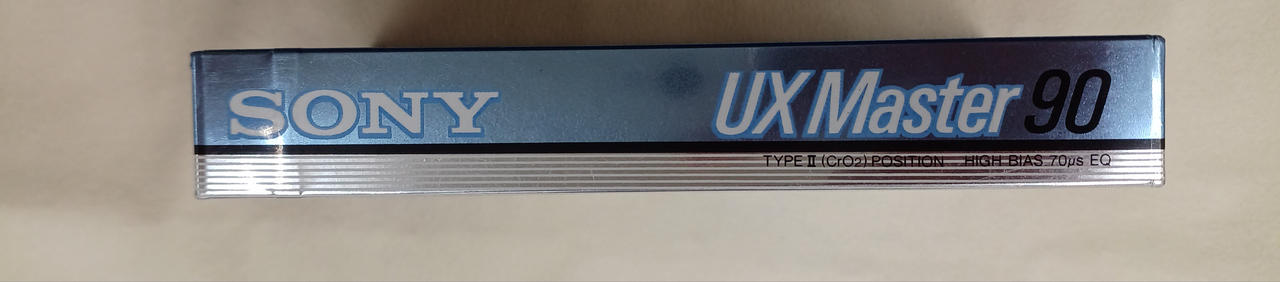 SONY UX Master 90
TYPE II (CrO2) POSITION HIGH BIAS 70µs EQ